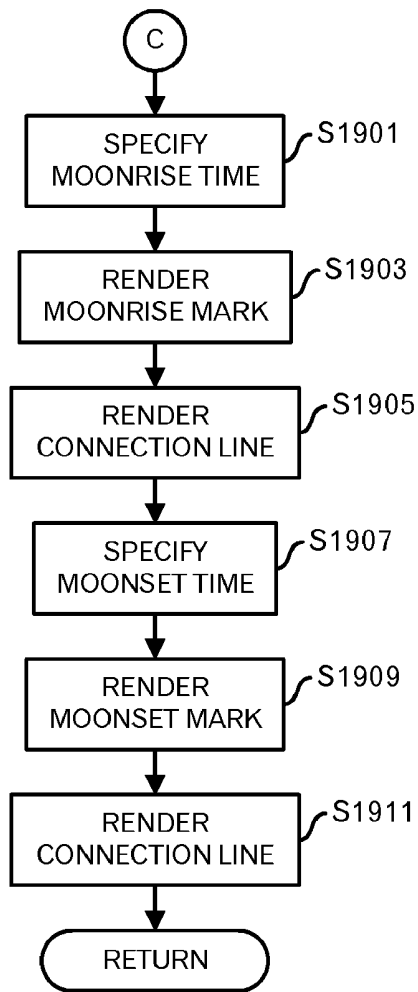 C
SPECIFY
MOONRISE TIME
S1901
RENDER
MOONRISE MARK
S1903
RENDER
CONNECTION LINE
S1905
SPECIFY
MOONSET TIME
S1907
RENDER
MOONSET MARK
S1909
RENDER
CONNECTION LINE
S1911
RETURN